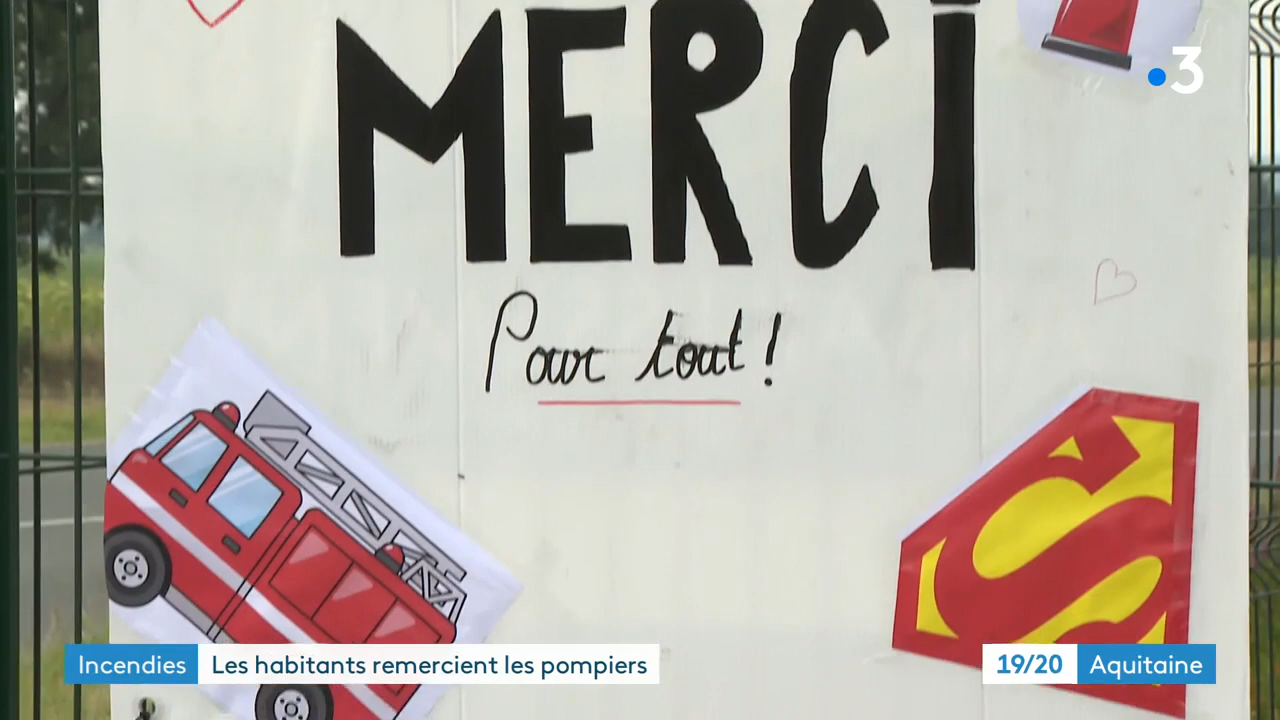 MERCI
3
Pour tout !
S
Incendies Les habitants remercient les pompiers
19/20 Aquitaine